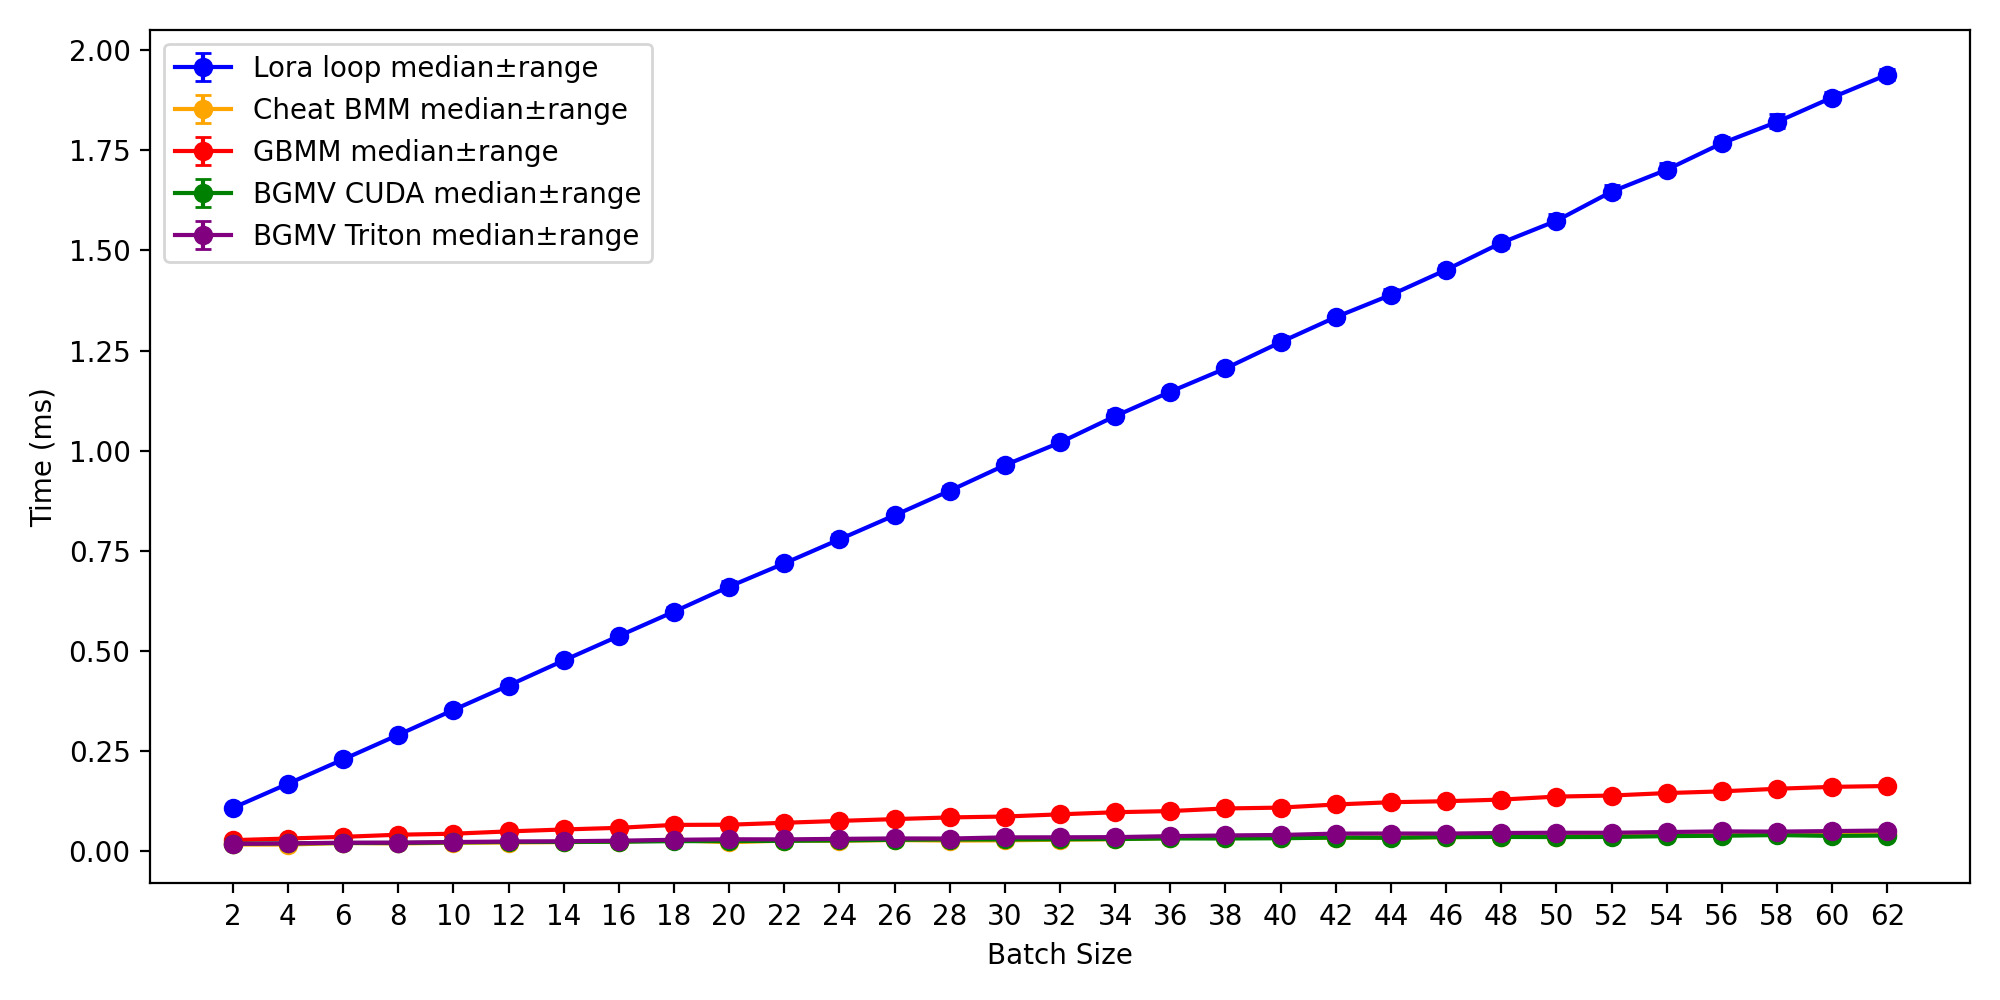 2.00
1.75
1.50
1.25
1.00
0.75
0.50
0.25
0.00
Time (ms)
Lora loop median±range
Cheat BMM median±range
GBMM median±range
BGMV CUDA median±range
BGMV Triton median±range
2 4 6 8 10 12 14 16 18 20 22 24 26 28 30 32 34 36 38 40 42 44 46 48 50 52 54 56 58 60 62
Batch Size